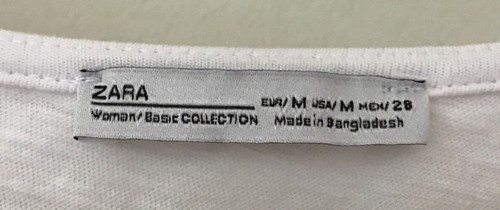 ZARA
Woman/Basic COLLECTION
EUR/M USA/M MEX/28
Made in Bangladesh